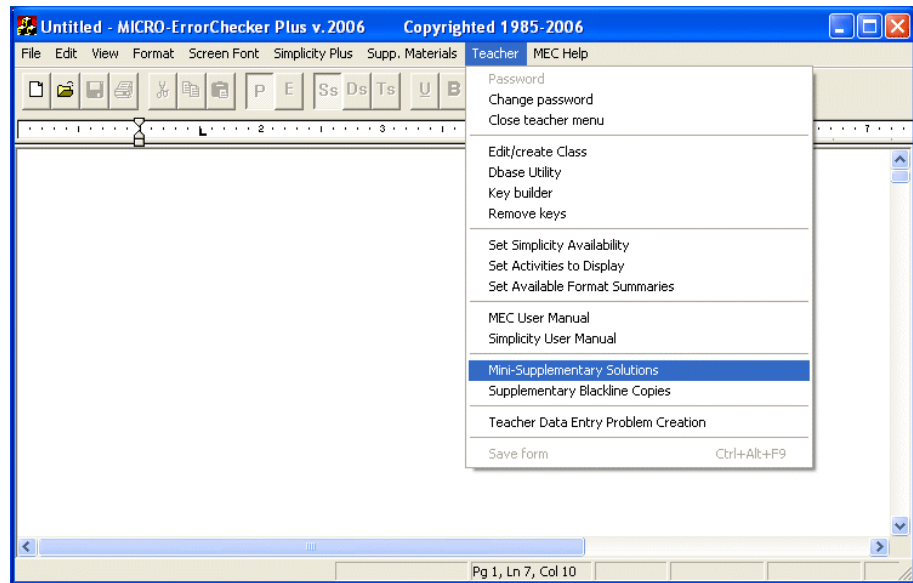 Untitled - MICRO-ErrorChecker Plus v.2006 Copyrighted 1985-2006
File Edit View Format Screen Font Simplicity Plus Supp. Materials Teacher MEC Help
P E Ss Ds Ts U B
1 2 1 3 1 7
Password
Change password
Close teacher menu
Edit/create Class
Dbase Utility
Key builder
Remove keys
Set Simplicity Availability
Set Activities to Display
Set Available Format Summaries
MEC User Manual
Simplicity User Manual
Mini-Supplementary Solutions
Supplementary Blackline Copies
Teacher Data Entry Problem Creation
Save form Ctrl+Alt+F9
Pg 1, Ln 7, Col 10